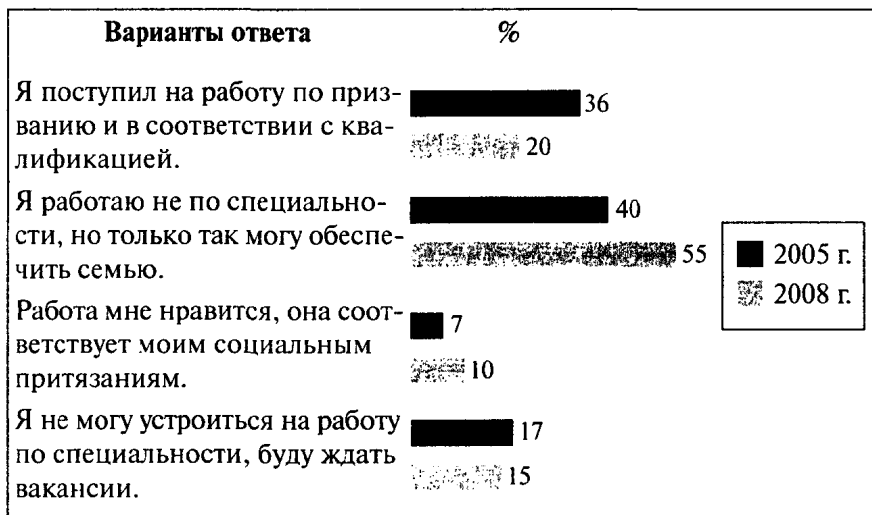 Варианты ответа %
Я поступил на работу по при-
званию и в соответствии с ква-
лификацией.
36
20
Я работаю не по специально-
сти, но только так могу обеспе-
чить семью.
40
55
Работа мне нравится, она соот-
ветствует моим социальным
притязаниям.
7
10
Я не могу устроиться на работу
по специальности, буду ждать
вакансии.
17
15
2005 г.
2008 г.